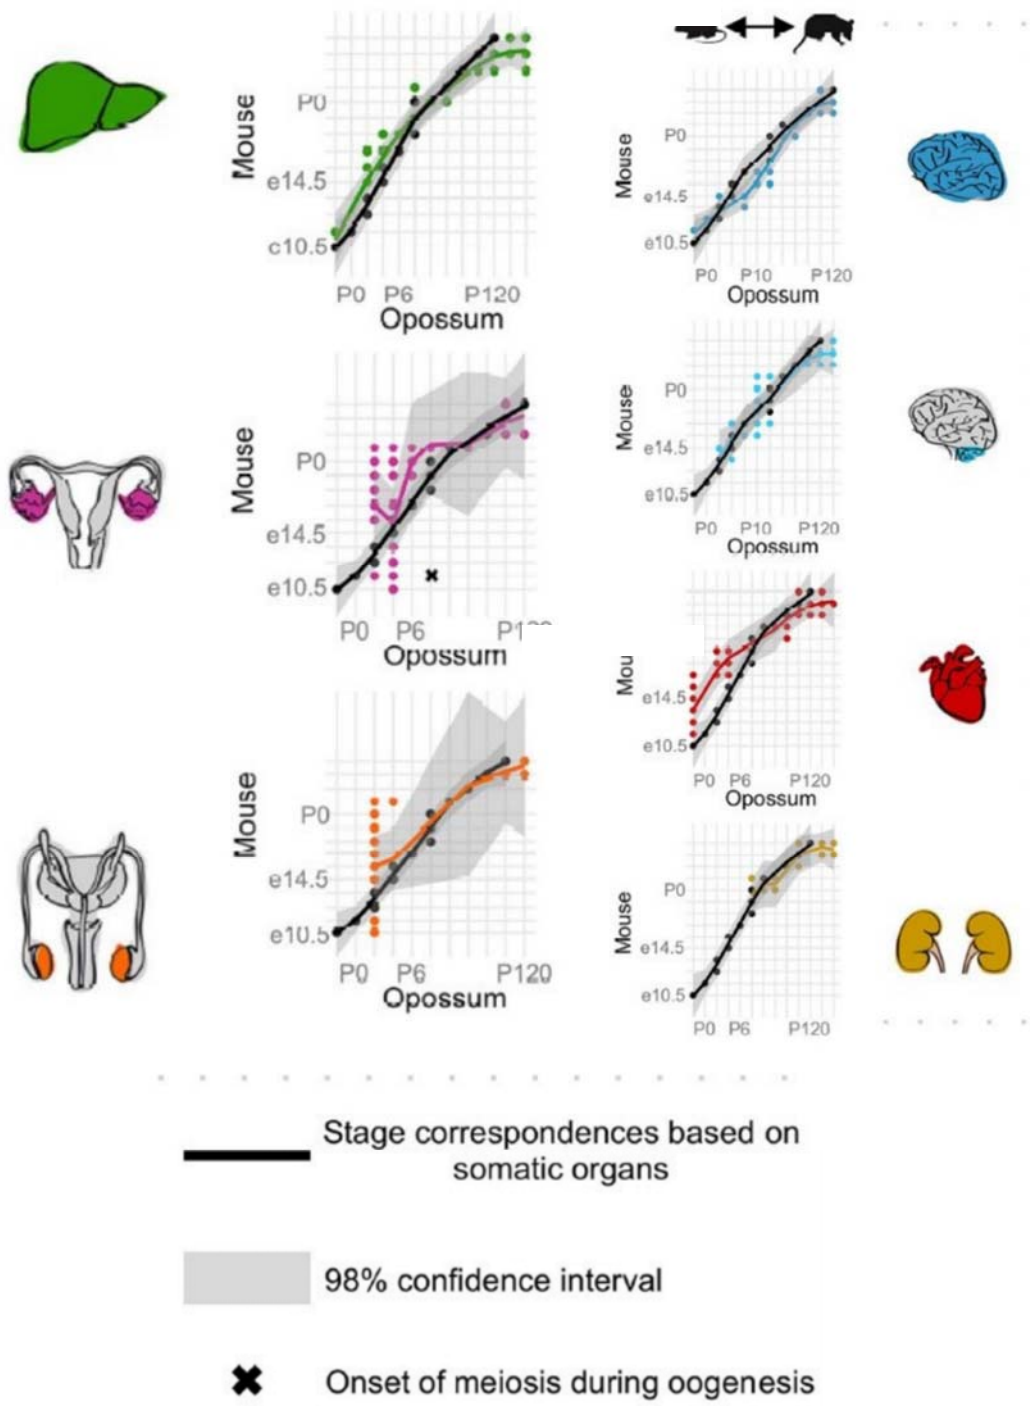 Mouse
P0
e14.5
c10.5
P0 P6 P120
Opossum
Mouse
P0
e14.5
e10.5
P0 P10 P120
Opossum
Mouse
P0
e14.5
e10.5
P0 P6
Opossum
Mouse
P0
e14.5
e10.5
P0 P10 P120
Opossum
Mouse
P0
e14.5
e10.5
P0 P6 P120
Opossum
Mou
e14.5
e10.5
P0 P6 P120
Opossum
Mouse
P0
e14.5
e10.5
P0 P6 P120
Stage correspondences based on
somatic organs
98% confidence interval
Onset of meiosis during oogenesis